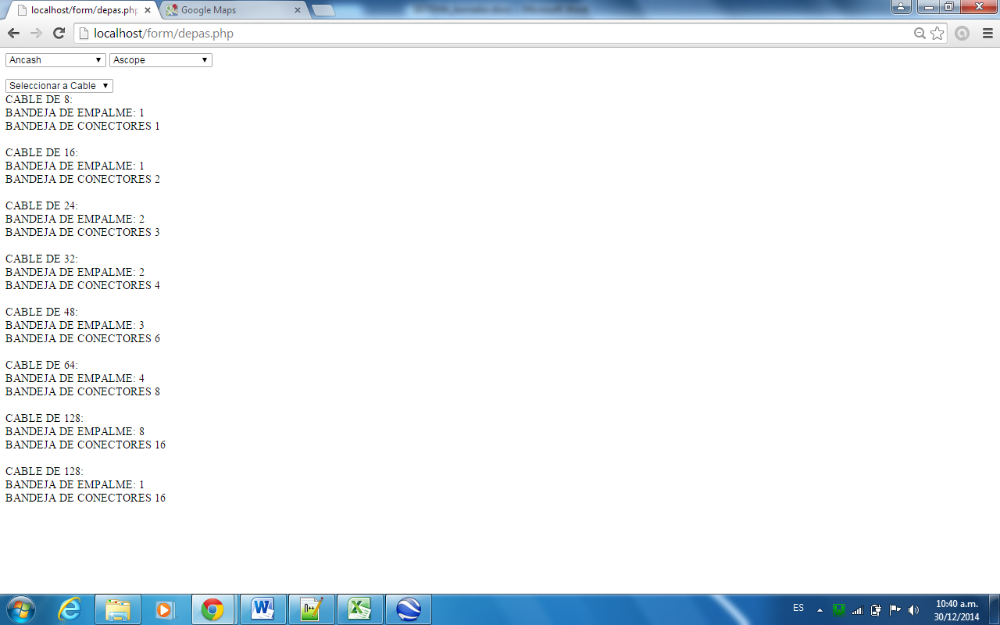 localhost/form/depas.php
Google Maps
localhost/form/depas.php
Ancash
Ascope
Seleccionar a Cable
CABLE DE 8:
BANDEJA DE EMPALME: 1
BANDEJA DE CONECTORES 1
CABLE DE 16:
BANDEJA DE EMPALME: 1
BANDEJA DE CONECTORES 2
CABLE DE 24:
BANDEJA DE EMPALME: 2
BANDEJA DE CONECTORES 3
CABLE DE 32:
BANDEJA DE EMPALME: 2
BANDEJA DE CONECTORES 4
CABLE DE 48:
BANDEJA DE EMPALME: 3
BANDEJA DE CONECTORES 6
CABLE DE 64:
BANDEJA DE EMPALME: 4
BANDEJA DE CONECTORES 8
CABLE DE 128:
BANDEJA DE EMPALME: 8
BANDEJA DE CONECTORES 16
CABLE DE 128:
BANDEJA DE EMPALME: 1
BANDEJA DE CONECTORES 16
ES
10:40 a.m.
30/12/2014